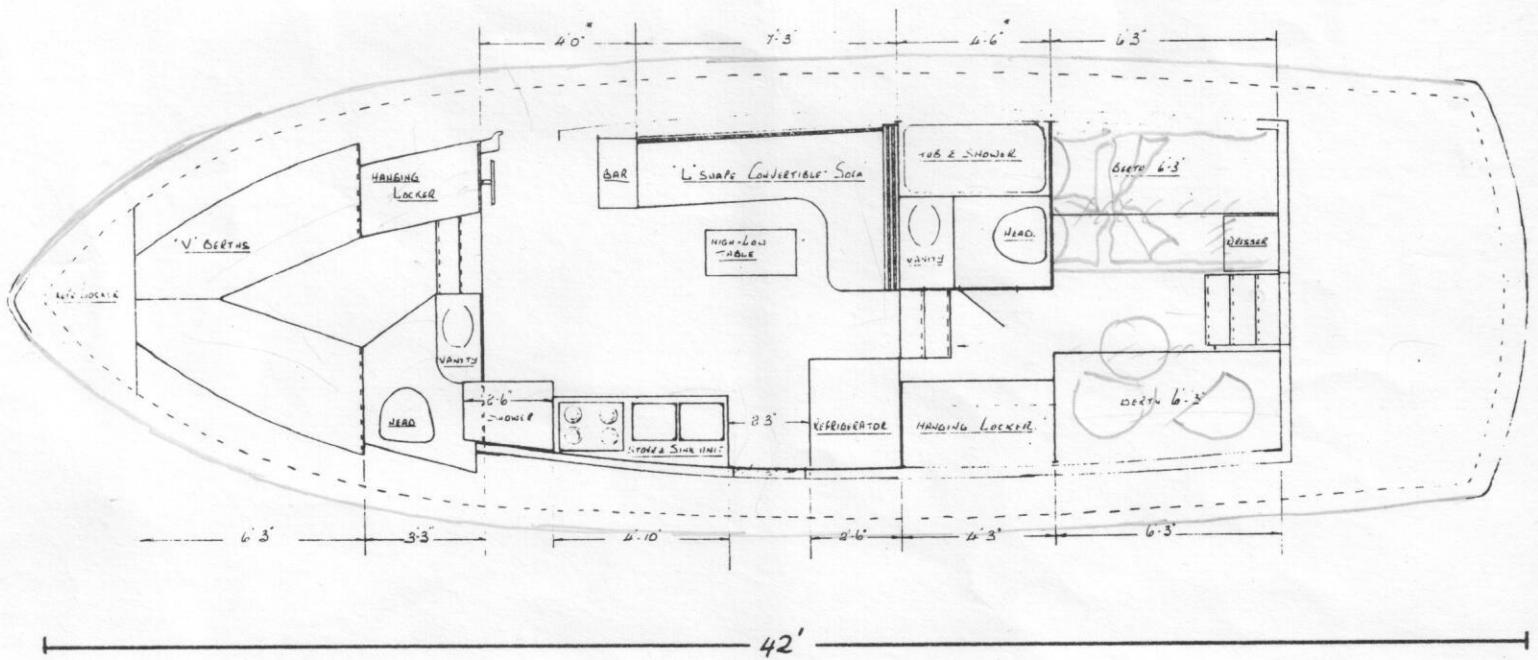 4'0"
7'-3"
4'-6"
6'3"
HANGING
LOCKER
BAR
"L" SHAPE CONVERTIBLE SOFA
TUB & SHOWER
BERTH 6'-3"
"V" BERTHS
HIGH-LOW
TABLE
VANITY
HEAD.
DRESSER
LOCKER
VANITY
HEAD
2'-6"
SHOWER
STOVE & SINK UNIT
2'3"
REFRIGERATOR
HANGING LOCKER.
BERTH 6'-3"
6'3"
3'-3"
4'-10"
2'-6"
4'-3"
6'-3"
42'